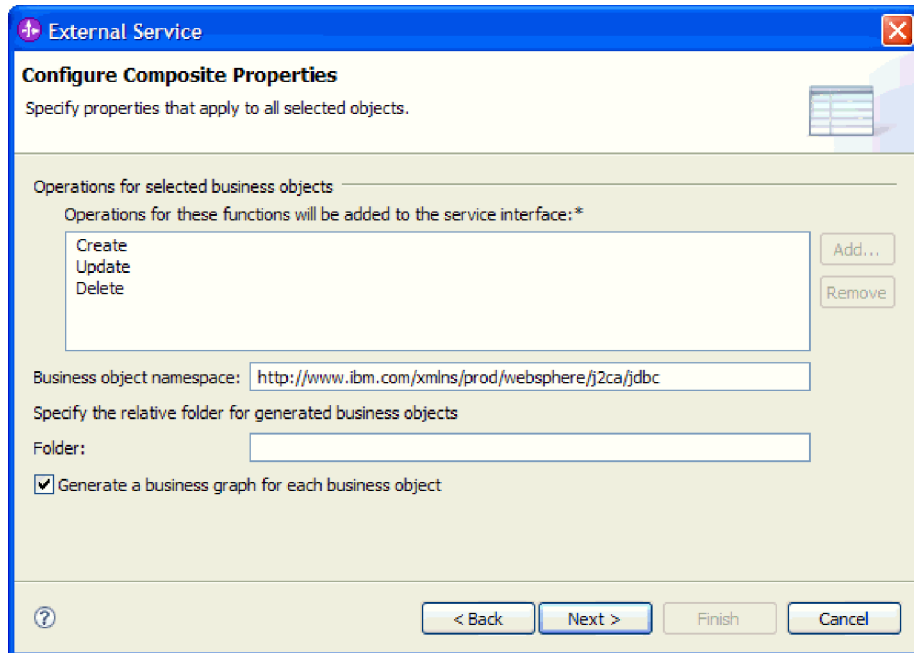 External Service
Configure Composite Properties
Specify properties that apply to all selected objects.
Operations for selected business objects
Operations for these functions will be added to the service interface:*
Create
Update
Delete
Add...
Remove
Business object namespace: http://www.ibm.com/xmlns/prod/websphere/j2ca/jdbc
Specify the relative folder for generated business objects
Folder:
Generate a business graph for each business object
?
< Back Next > Finish Cancel